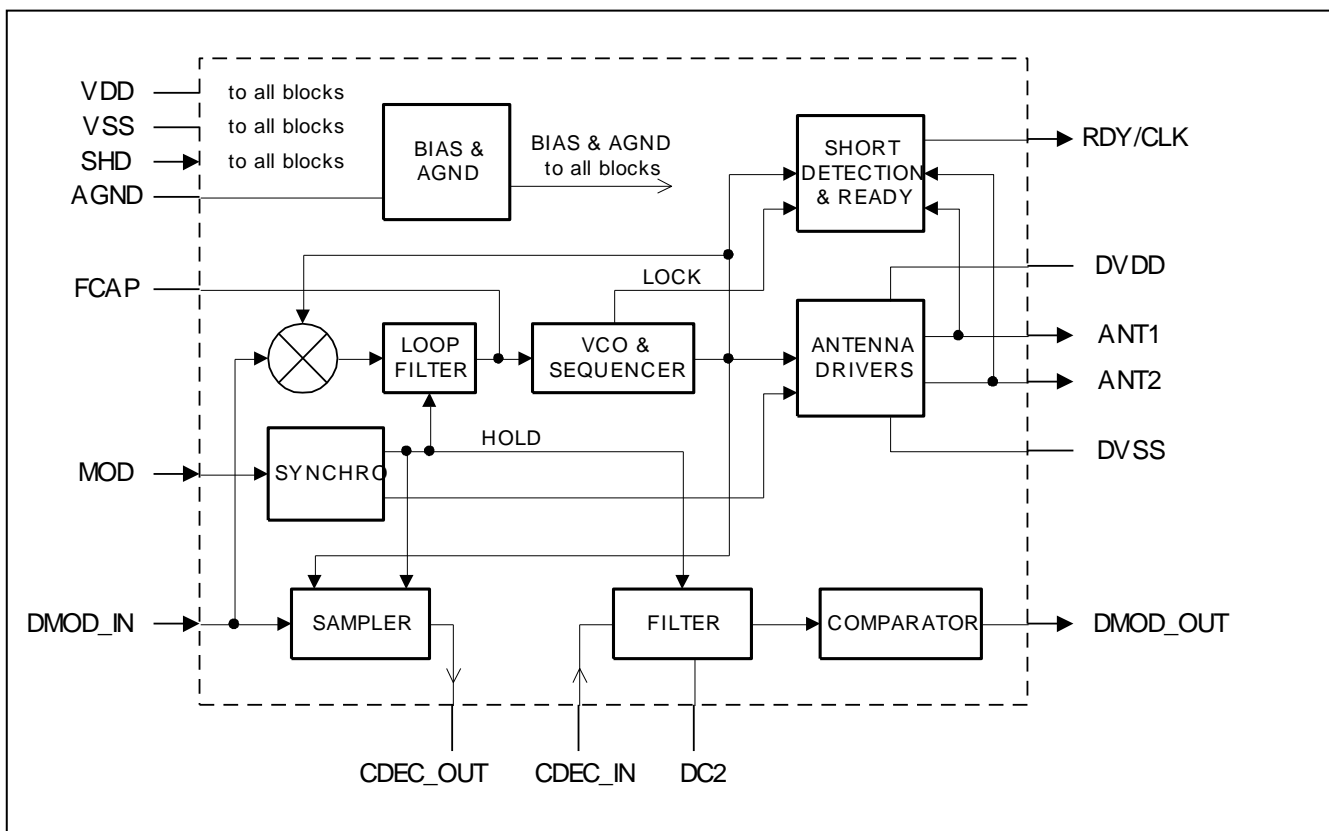 VDD
to all blocks
VSS
to all blocks
SHD
to all blocks
AGND
BIAS &
AGND
BIAS & AGND
to all blocks
SHORT
DETECTION
& READY
RDY/CLK
FCAP
LOCK
DVDD
LOOP
FILTER
VCO &
SEQUENCER
ANTENNA
DRIVERS
ANT1
ANT2
HOLD
DVSS
MOD
SYNCHRO
DMOD_IN
SAMPLER
FILTER
COMPARATOR
DMOD_OUT
CDEC_OUT
CDEC_IN
DC2